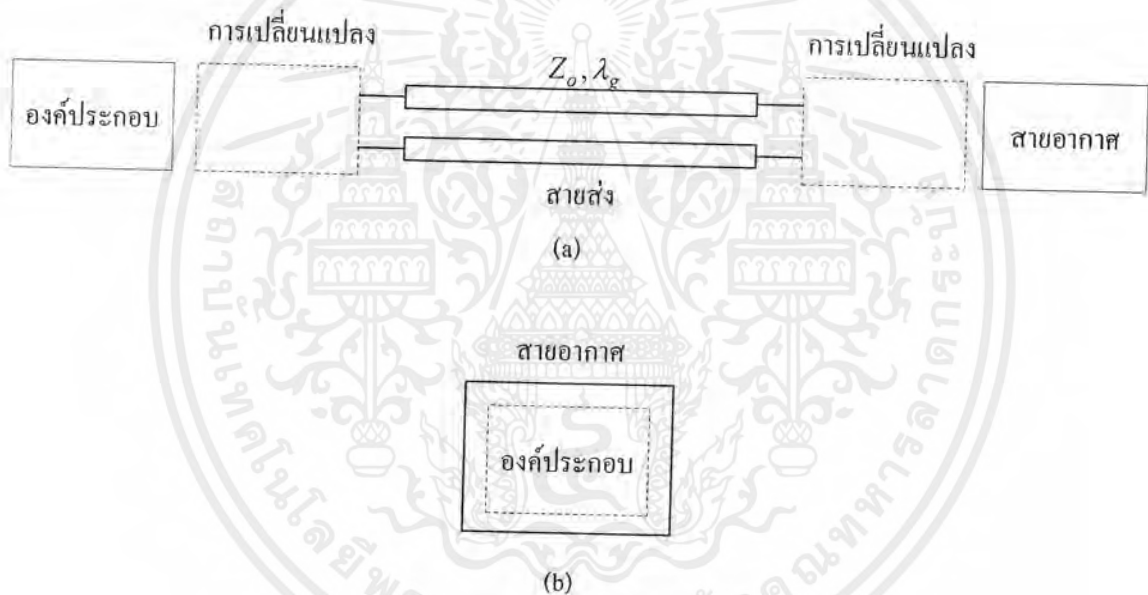 การเปลี่ยนแปลง
การเปลี่ยนแปลง
องค์ประกอบ
Z_o, λ_g
สายอากาศ
สายส่ง
(a)
สายอากาศ
องค์ประกอบ
(b)